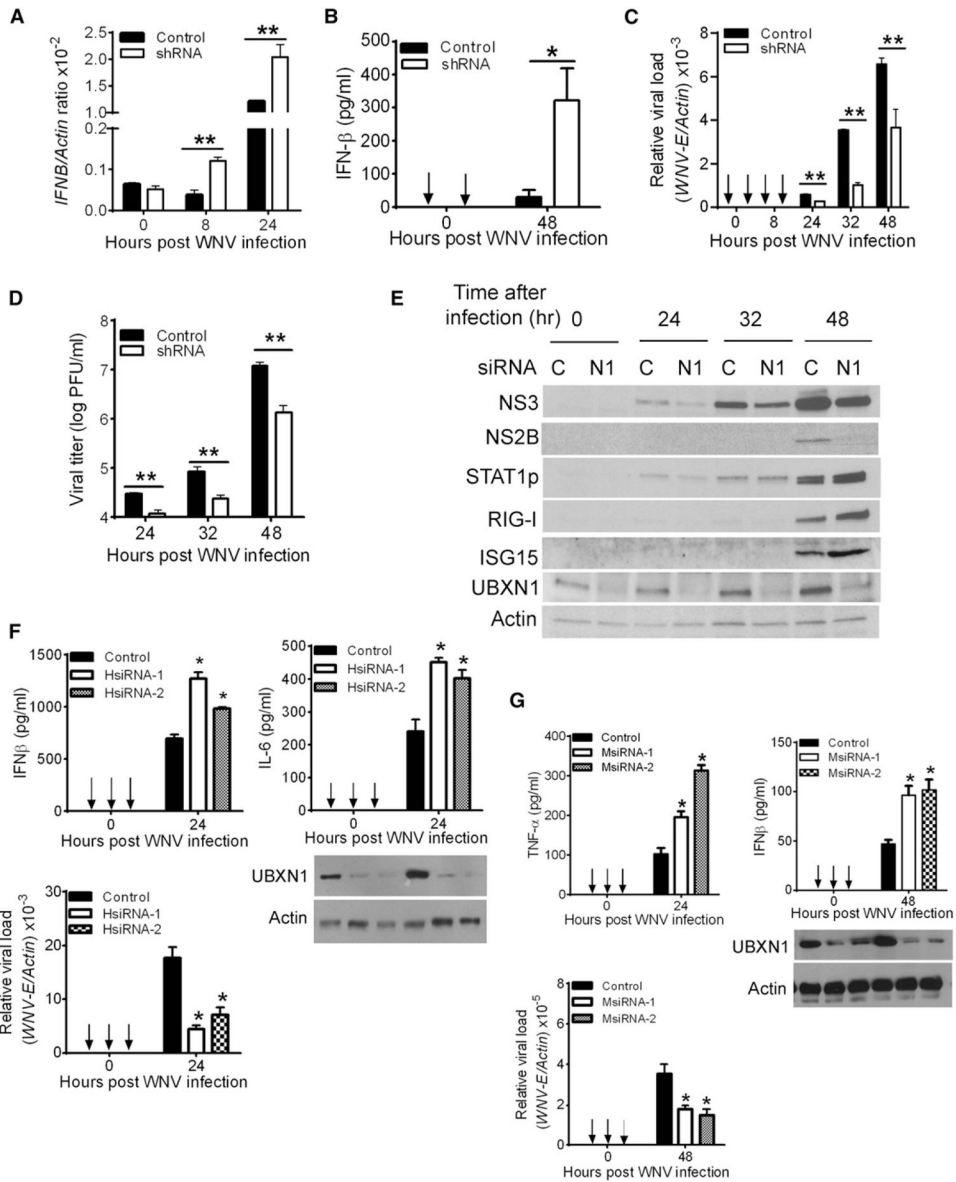 A
Control
shRNA
**
**
IFNB/Actin ratio x10-2
2.5
2.0
1.5
1.0
0.2
0.1
0.0
0
8
24
Hours post WNV infection
B
Control
shRNA
*
IFN-β (pg/ml)
500
400
300
200
100
0
0
48
Hours post WNV infection
C
Control
shRNA
**
**
**
Relative viral load
(WNV-E/Actin) ×10-3
8
6
4
2
0
0
8
24
32
48
Hours post WNV infection
D
Control
shRNA
**
**
**
Viral titer (log PFU/ml)
8
7
6
5
4
24
32
48
Hours post WNV infection
E
Time after
infection (hr) 0 24 32 48
siRNA C N1 C N1 C N1 C N1
NS3
NS2B
STAT1p
RIG-I
ISG15
UBXN1
Actin
F
Control
HsiRNA-1
HsiRNA-2
*
*
IFNβ (pg/ml)
1500
1000
500
0
0
24
Hours post WNV infection
Control
HsiRNA-1
HsiRNA-2
*
*
IL-6 (pg/ml)
500
400
300
200
100
0
0
24
Hours post WNV infection
UBXN1
Actin
Control
HsiRNA-1
HsiRNA-2
*
*
Relative viral load
(WNV-E/Actin) x10-3
30
20
10
0
0
24
Hours post WNV infection
G
Control
MsiRNA-1
MsiRNA-2
*
*
TNF-α (pg/ml)
400
300
200
100
0
0
24
Hours post WNV infection
Control
MsiRNA-1
MsiRNA-2
*
*
IFNβ (pg/ml)
150
100
50
0
0
48
Hours post WNV infection
UBXN1
Actin
Control
MsiRNA-1
MsiRNA-2
*
*
Relative viral load
(WNV-E/Actin) x10-5
8
6
4
2
0
0
48
Hours post WNV infection